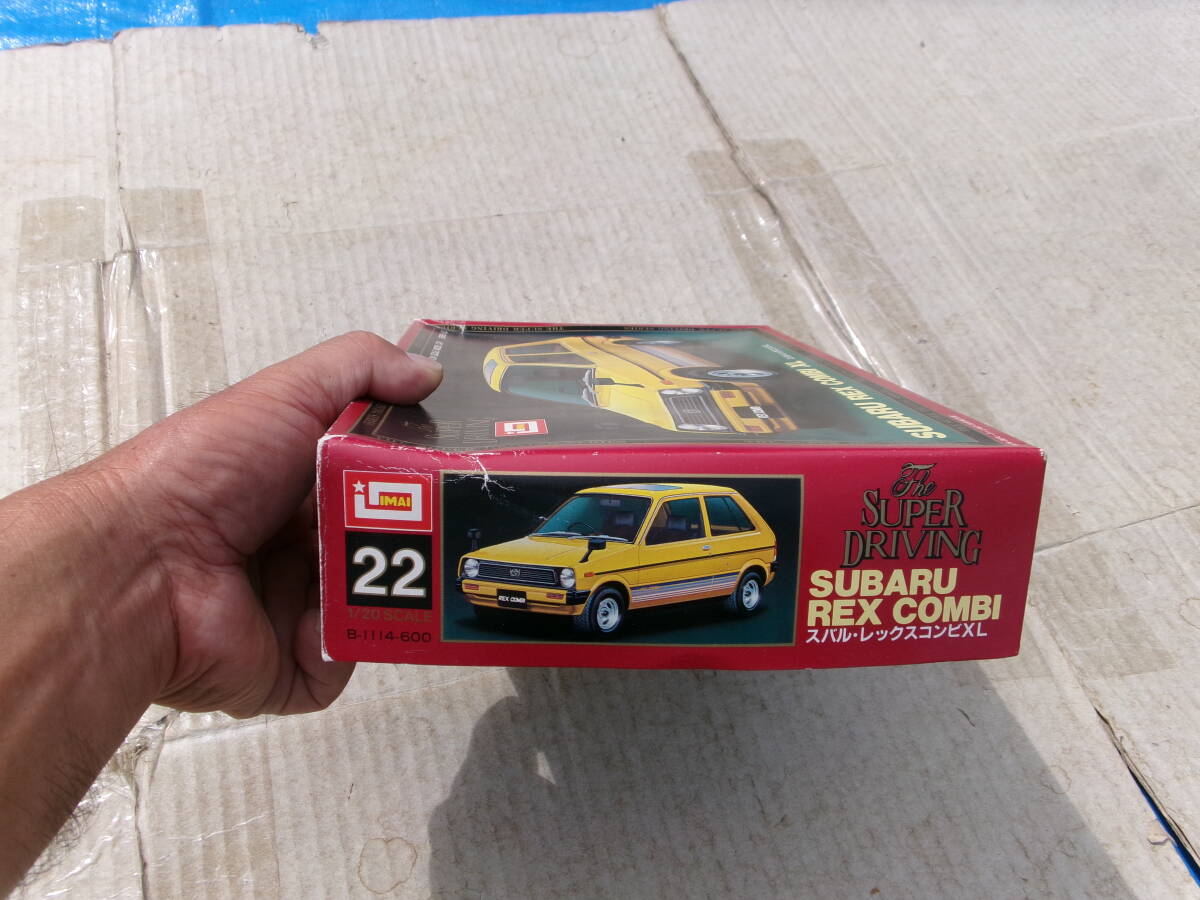 SUBARU REX COMBI XL
IMAI
IMAI
22
1/20 SCALE
B-1114-600
REX COMBI
The
SUPER
DRIVING
SUBARU
REX COMBI
スバル・レックスコンビXL